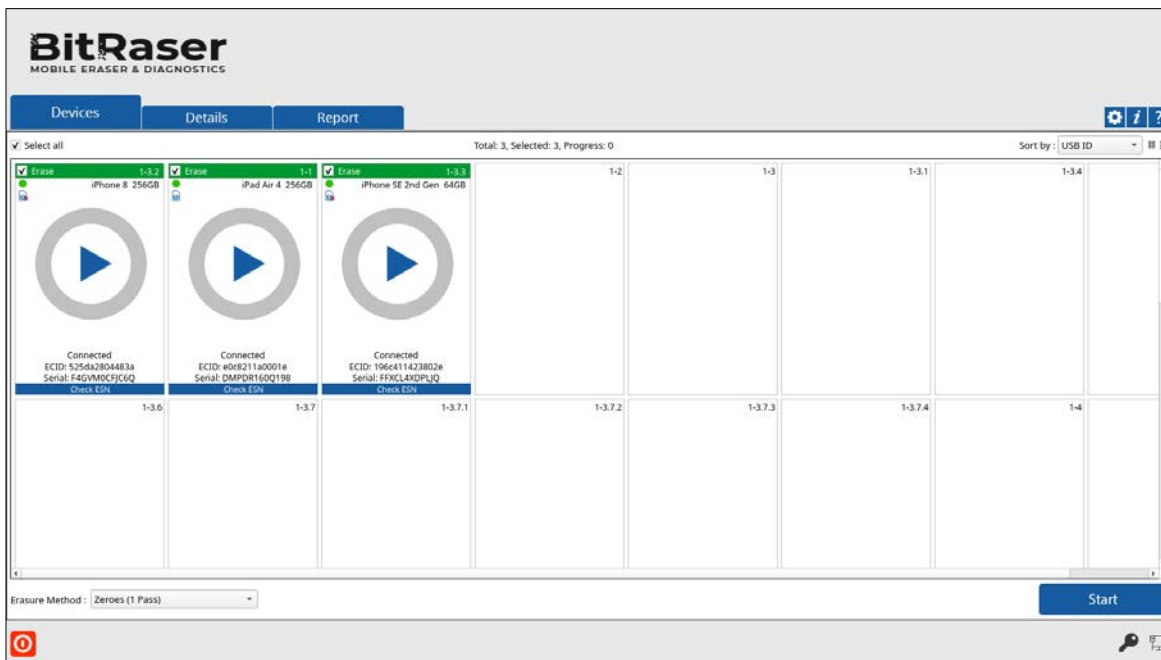 BitRaser
MOBILE ERASER & DIAGNOSTICS
Devices
Details
Report
i
?
Select all
Total: 3, Selected: 3, Progress: 0
Sort by : USB ID
Erase 1-3.2
iPhone 8 256GB
Connected
ECID: 525da2804483a
Serial: F4GVM0CFJC6Q
Check ESN
Erase 1-1
iPad Air 4 256GB
Connected
ECID: e0c8211a0001e
Serial: DMPDR160Q198
Check ESN
Erase 1-3.3
iPhone SE 2nd Gen 64GB
Connected
ECID: 196c411423802e
Serial: FFXCL4XDPLJQ
Check ESN
1-2
1-3
1-3.1
1-3.4
1-3.6
1-3.7
1-3.7.1
1-3.7.2
1-3.7.3
1-3.7.4
1-4
Erasure Method : Zeroes (1 Pass)
Start